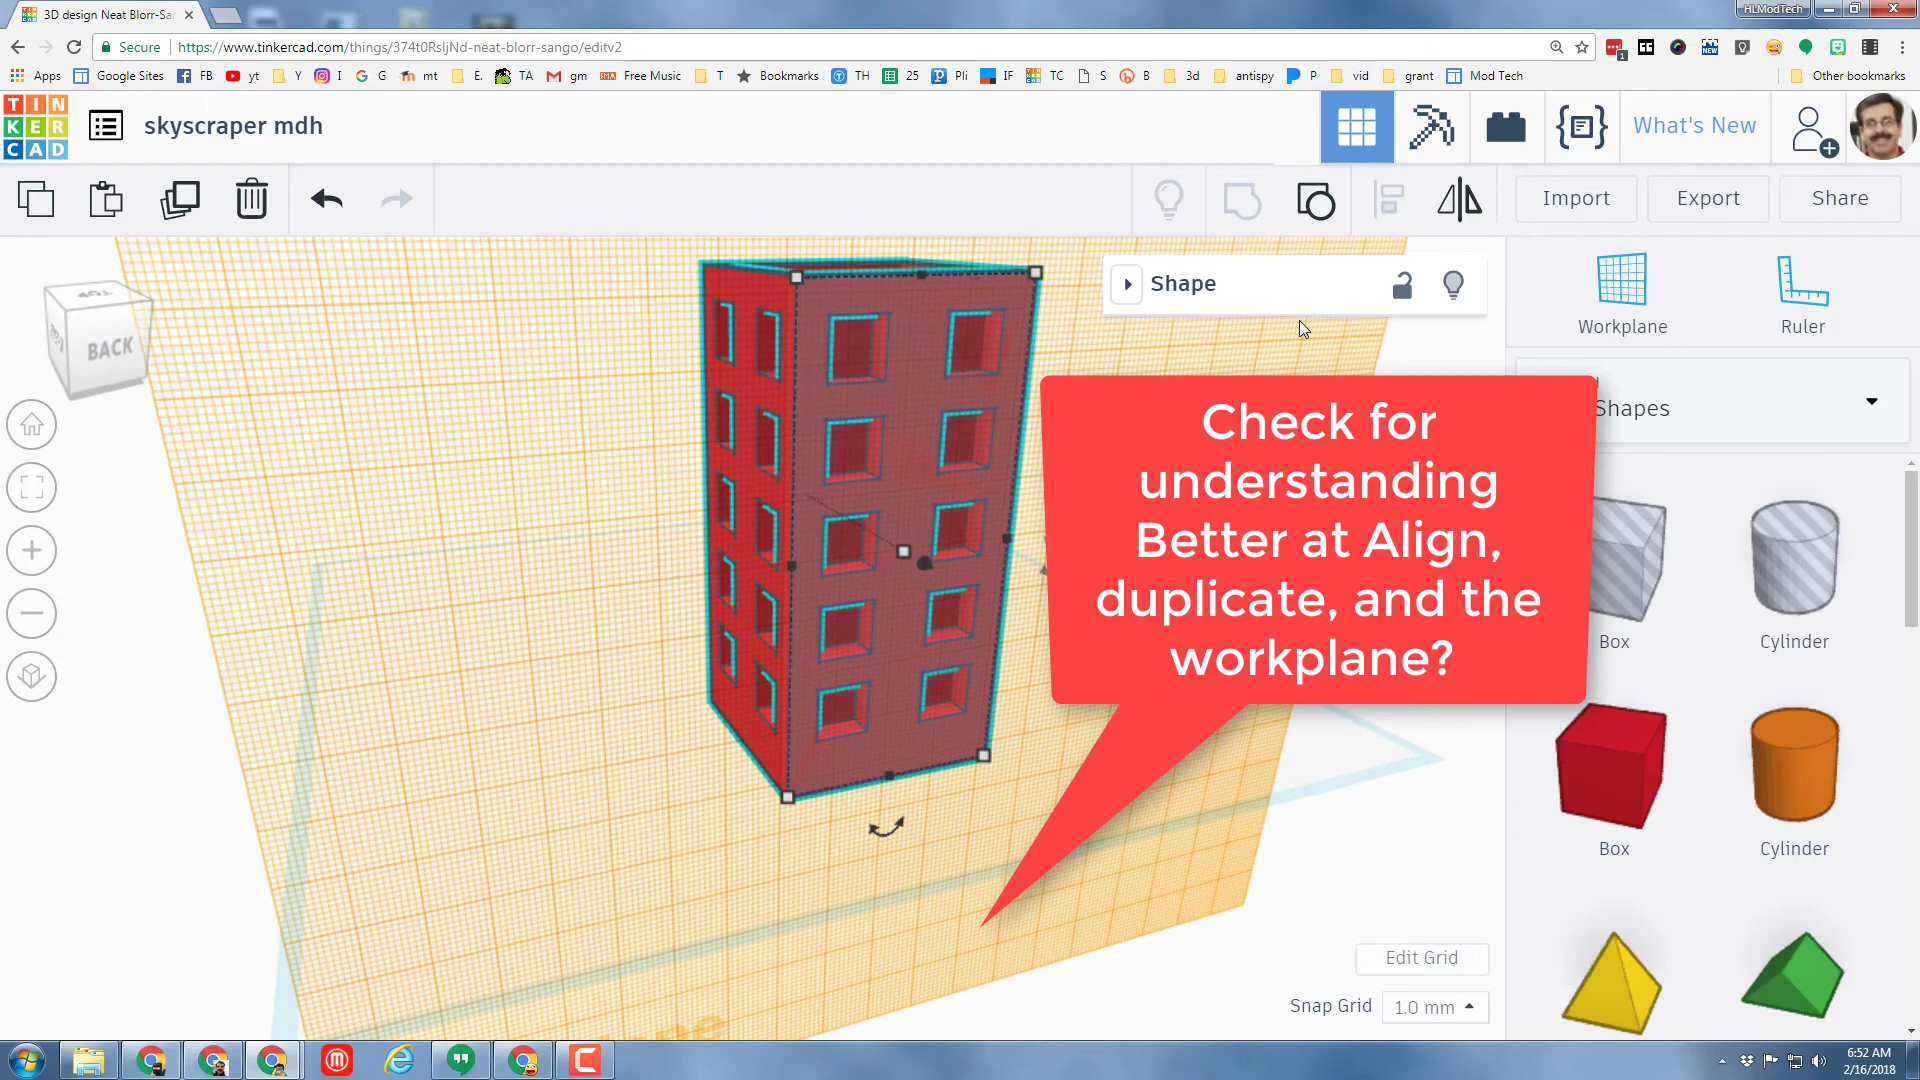 3D design Neat Blorr-Sa
HLModTech
Secure
https://www.tinkercad.com/things/374t0RsljNd-neat-blorr-sango/editv2
Apps
Google Sites
FB
yt
Y
I
G
mt
E.
TA
gm
Free Music
T
Bookmarks
TH
25
Pli
IF
TC
S
B
3d
antispy
P
vid
grant
Mod Tech
Other bookmarks
TIN
KER
CAD
skyscraper mdh
What's New
Import
Export
Share
TOP
BACK
Shape
Workplane
Ruler
Shapes
Check for
understanding
Better at Align,
duplicate, and the
workplane?
Box
Cylinder
Box
Cylinder
Edit Grid
Snap Grid
1.0 mm
6:52 AM
2/16/2018